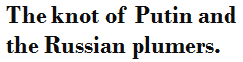 The knot of Putin and
the Russian plumers.